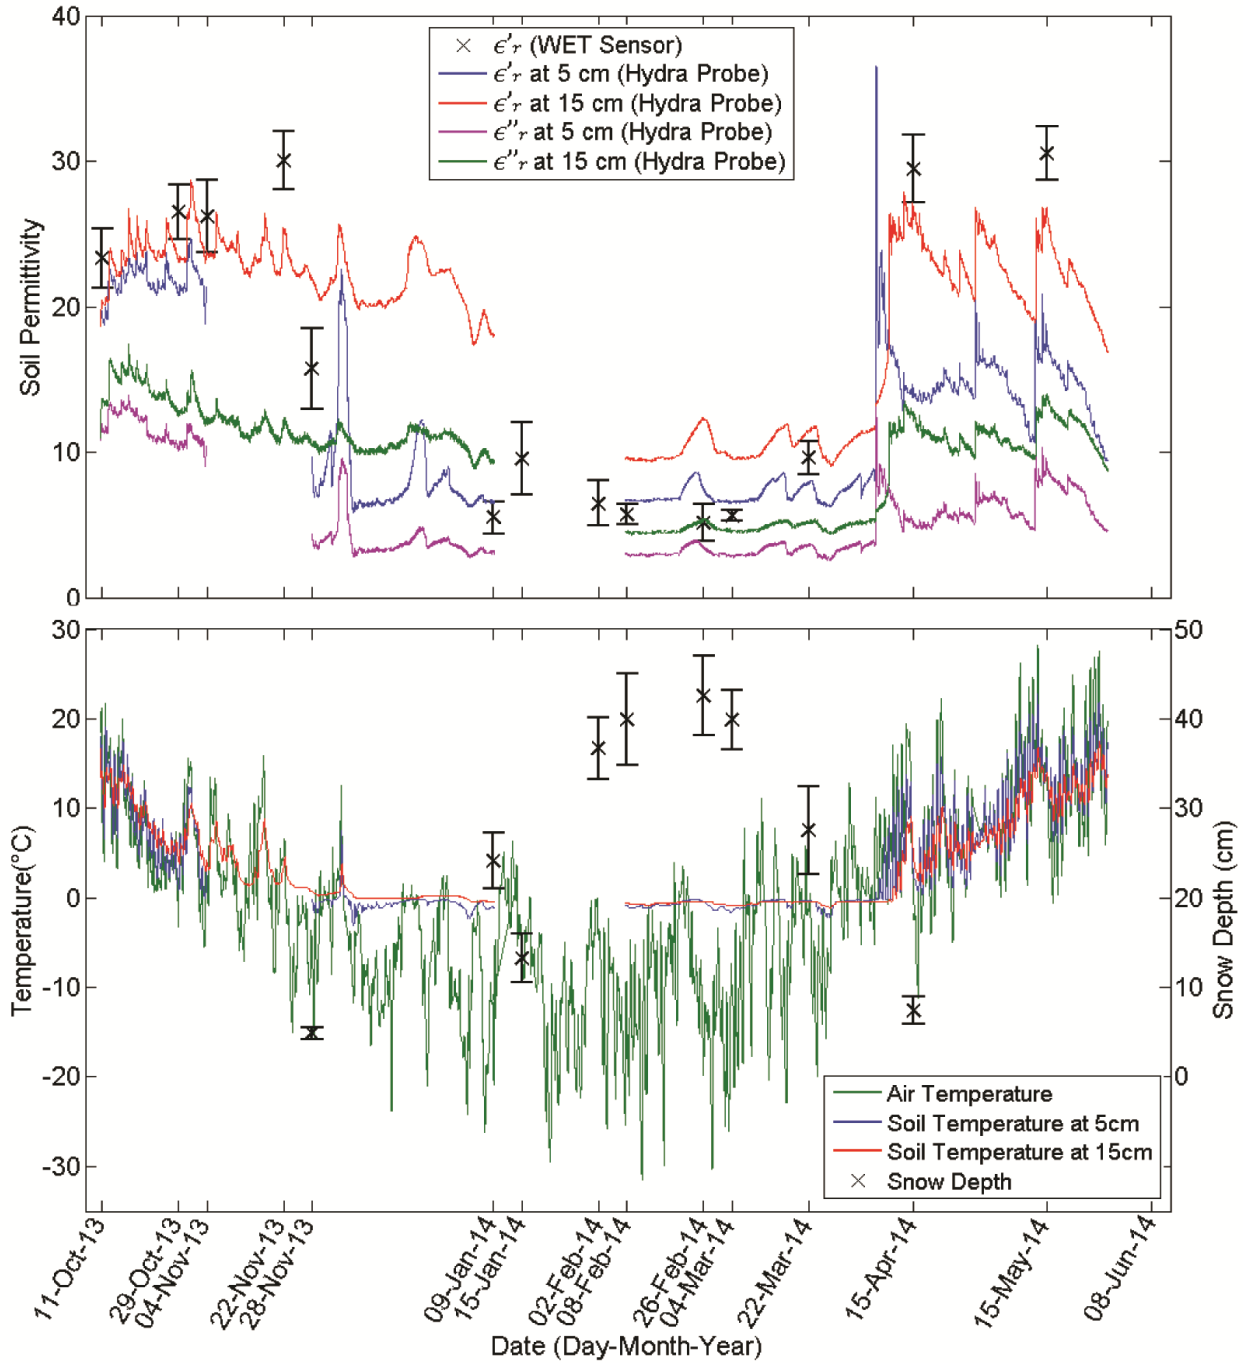 40
30
20
10
0
Soil Permittivity
ϵ'r (WET Sensor)
ϵ'r at 5 cm (Hydra Probe)
ϵ'r at 15 cm (Hydra Probe)
ϵ''r at 5 cm (Hydra Probe)
ϵ''r at 15 cm (Hydra Probe)
30
20
10
0
-10
-20
-30
Temperature(°C)
50
40
30
20
10
0
Snow Depth (cm)
Air Temperature
Soil Temperature at 5cm
Soil Temperature at 15cm
Snow Depth
11-Oct-13
29-Oct-13
04-Nov-13
22-Nov-13
28-Nov-13
09-Jan-14
15-Jan-14
02-Feb-14
08-Feb-14
26-Feb-14
04-Mar-14
22-Mar-14
15-Apr-14
15-May-14
08-Jun-14
Date (Day-Month-Year)